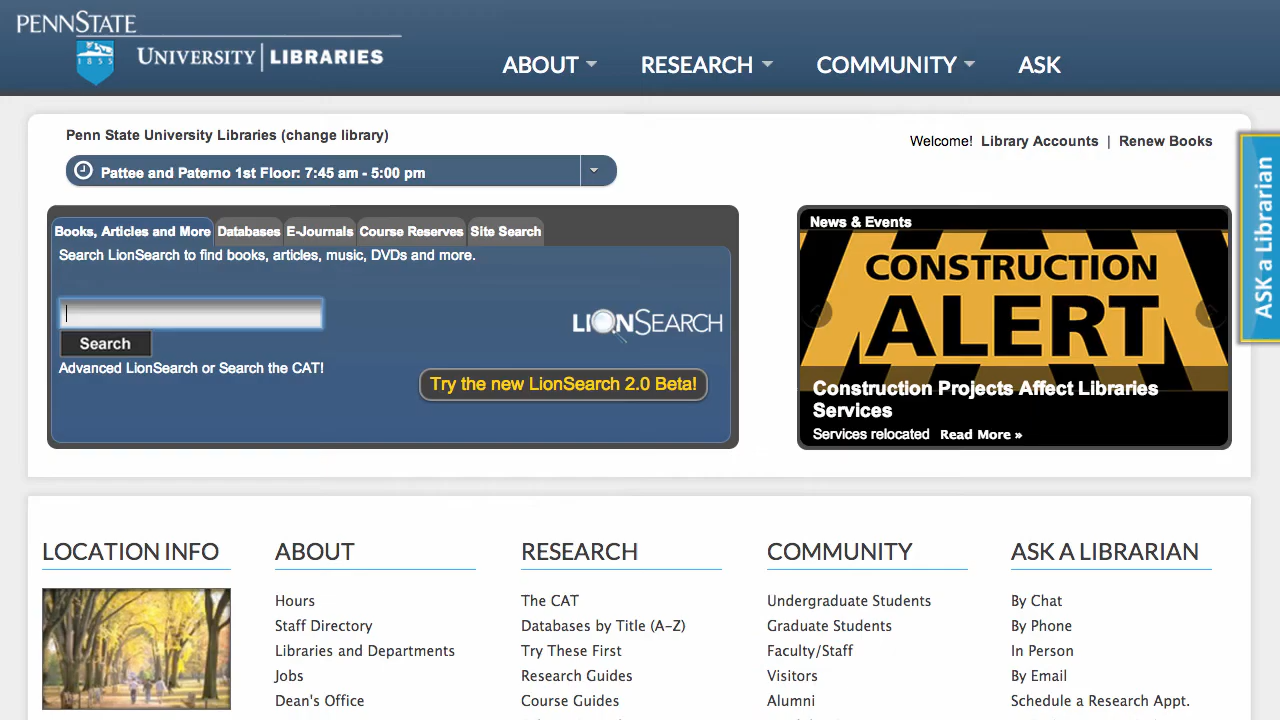 PENNSTATE
1855
UNIVERSITY LIBRARIES
ABOUT
RESEARCH
COMMUNITY
ASK
Penn State University Libraries (change library)
Welcome! Library Accounts | Renew Books
Pattee and Paterno 1st Floor: 7:45 am - 5:00 pm
ASK a Librarian
Books, Articles and More
Databases
E-Journals
Course Reserves
Site Search
Search LionSearch to find books, articles, music, DVDs and more.
LIONSEARCH
Search
Advanced LionSearch or Search the CAT!
Try the new LionSearch 2.0 Beta!
News & Events
CONSTRUCTION
ALERT
Construction Projects Affect Libraries
Services
Services relocated Read More »
LOCATION INFO
ABOUT
Hours
Staff Directory
Libraries and Departments
Jobs
Dean's Office
RESEARCH
The CAT
Databases by Title (A–Z)
Try These First
Research Guides
Course Guides
COMMUNITY
Undergraduate Students
Graduate Students
Faculty/Staff
Visitors
Alumni
ASK A LIBRARIAN
By Chat
By Phone
In Person
By Email
Schedule a Research Appt.